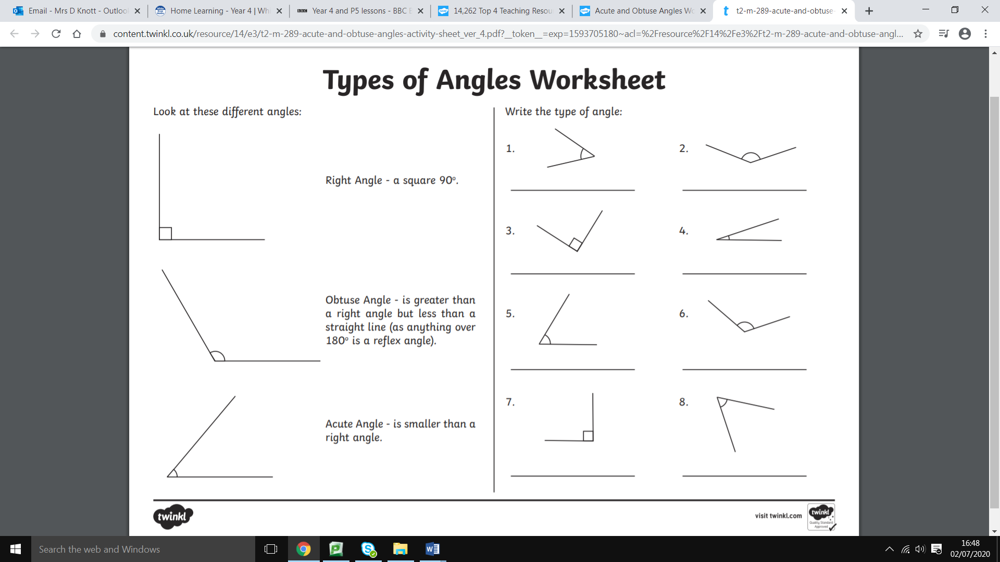 Email - Mrs D Knott - Outloo
Home Learning - Year 4 | Whi
BBC
Year 4 and P5 lessons - BBC B
14,262 Top 4 Teaching Resou
Acute and Obtuse Angles Wo
t2-m-289-acute-and-obtuse-
content.twinkl.co.uk/resource/14/e3/t2-m-289-acute-and-obtuse-angles-activity-sheet_ver_4.pdf?__token__=exp=1593705180~acl=%2Fresource%2F14%2Fe3%2Ft2-m-289-acute-and-obtuse-angl...
Types of Angles Worksheet
Look at these different angles:
Right Angle - a square 90º.
Obtuse Angle - is greater than
a right angle but less than a
straight line (as anything over
180º is a reflex angle).
Acute Angle - is smaller than a
right angle.
Write the type of angle:
1.
2.
3.
4.
5.
6.
7.
8.
twinkl
visit twinkl.com
twinkl
Quality Standard
Approved
Search the web and Windows
16:48
02/07/2020